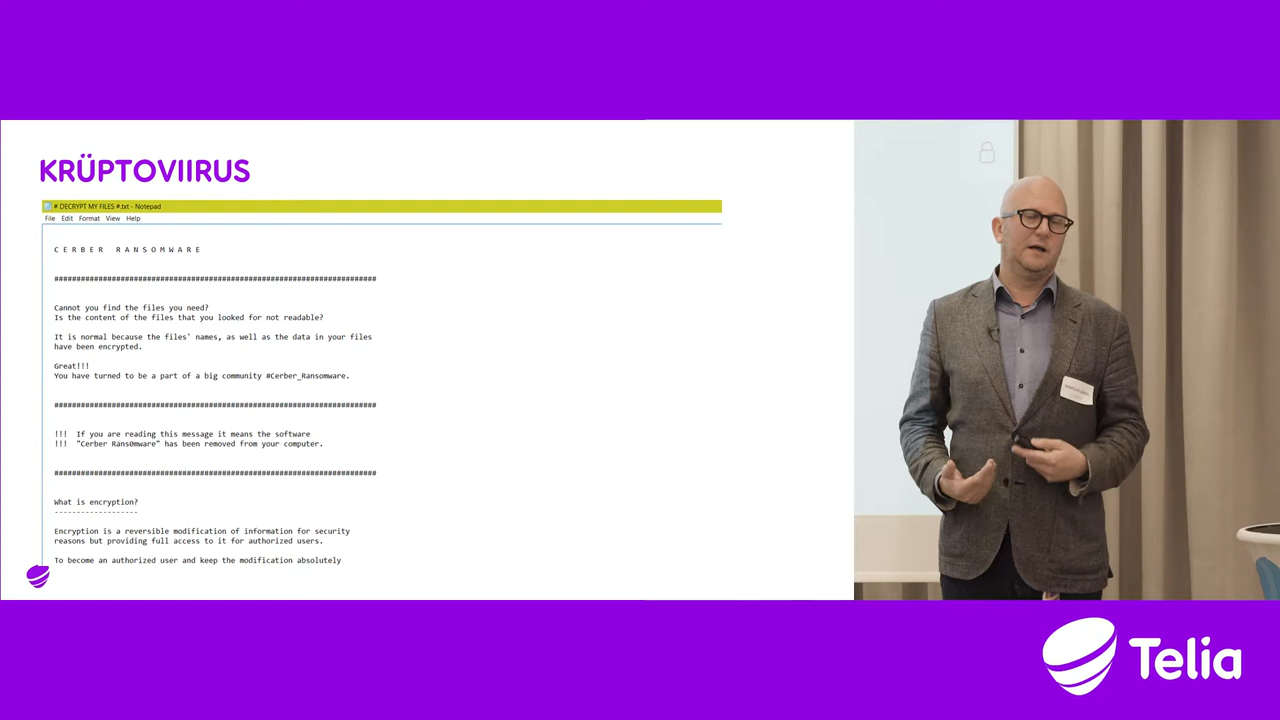 KRÜPTOVIIRUS
# DECRYPT MY FILES #.txt - Notepad
File Edit Format View Help
C E R B E R   R A N S O M W A R E
#########################################################################
Cannot you find the files you need?
Is the content of the files that you looked for not readable?
It is normal because the files' names, as well as the data in your files
have been encrypted.
Great!!!
You have turned to be a part of a big community #Cerber_Ransomware.
#########################################################################
!!!  If you are reading this message it means the software
!!!  "Cerber Rans0mware" has been removed from your computer.
#########################################################################
What is encryption?
-------------------
Encryption is a reversible modification of information for security
reasons but providing full access to it for authorized users.
To become an authorized user and keep the modification absolutely
Telia